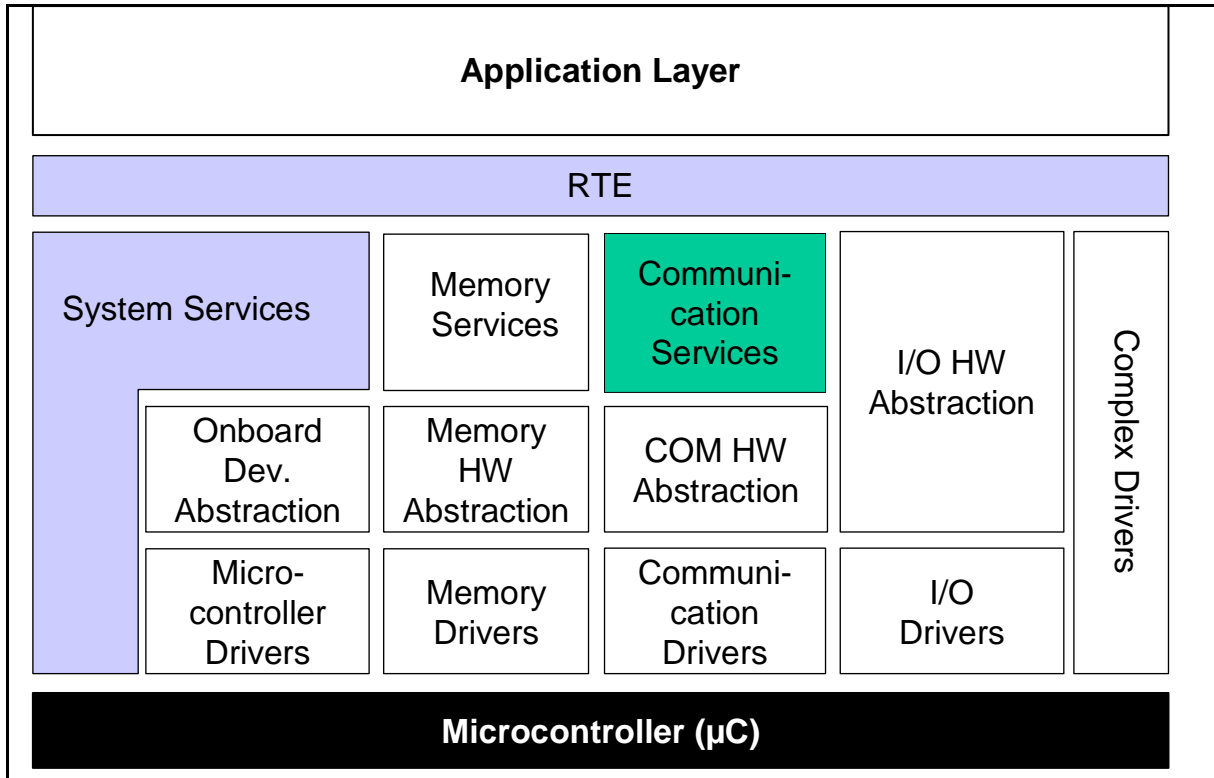 Application Layer
RTE
System Services
Memory
Services
Communi-
cation
Services
I/O HW
Abstraction
Complex Drivers
Onboard
Dev.
Abstraction
Memory
HW
Abstraction
COM HW
Abstraction
Micro-
controller
Drivers
Memory
Drivers
Communi-
cation
Drivers
I/O
Drivers
Microcontroller (µC)